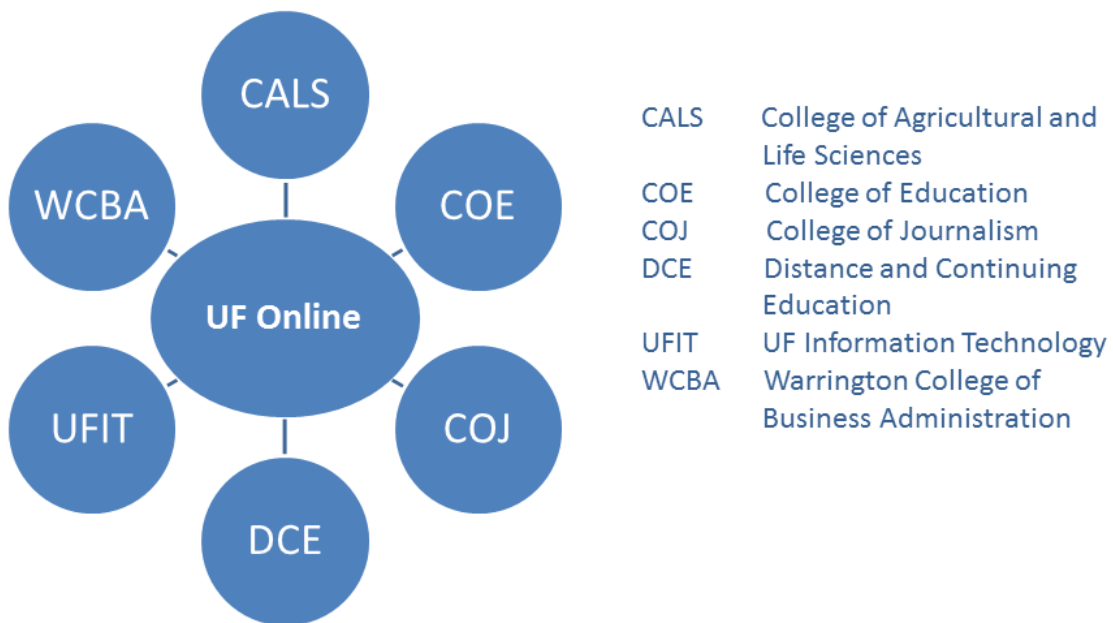 CALS
WCBA
COE
UF Online
UFIT
COJ
DCE
CALS College of Agricultural and
Life Sciences
COE College of Education
COJ College of Journalism
DCE Distance and Continuing
Education
UFIT UF Information Technology
WCBA Warrington College of
Business Administration